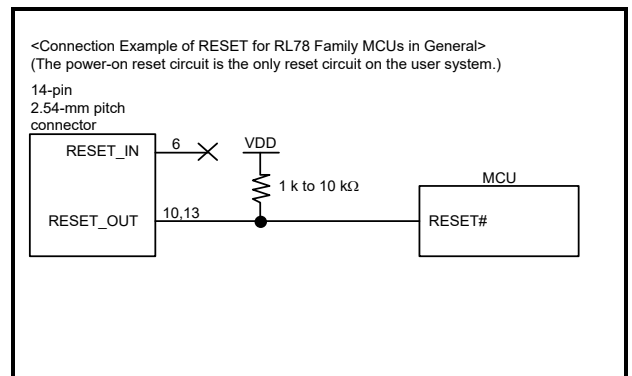 <Connection Example of RESET for RL78 Family MCUs in General>
(The power-on reset circuit is the only reset circuit on the user system.)
14-pin
2.54-mm pitch
connector
RESET_IN
6
VDD
1 k to 10 kΩ
MCU
RESET_OUT
10,13
RESET#